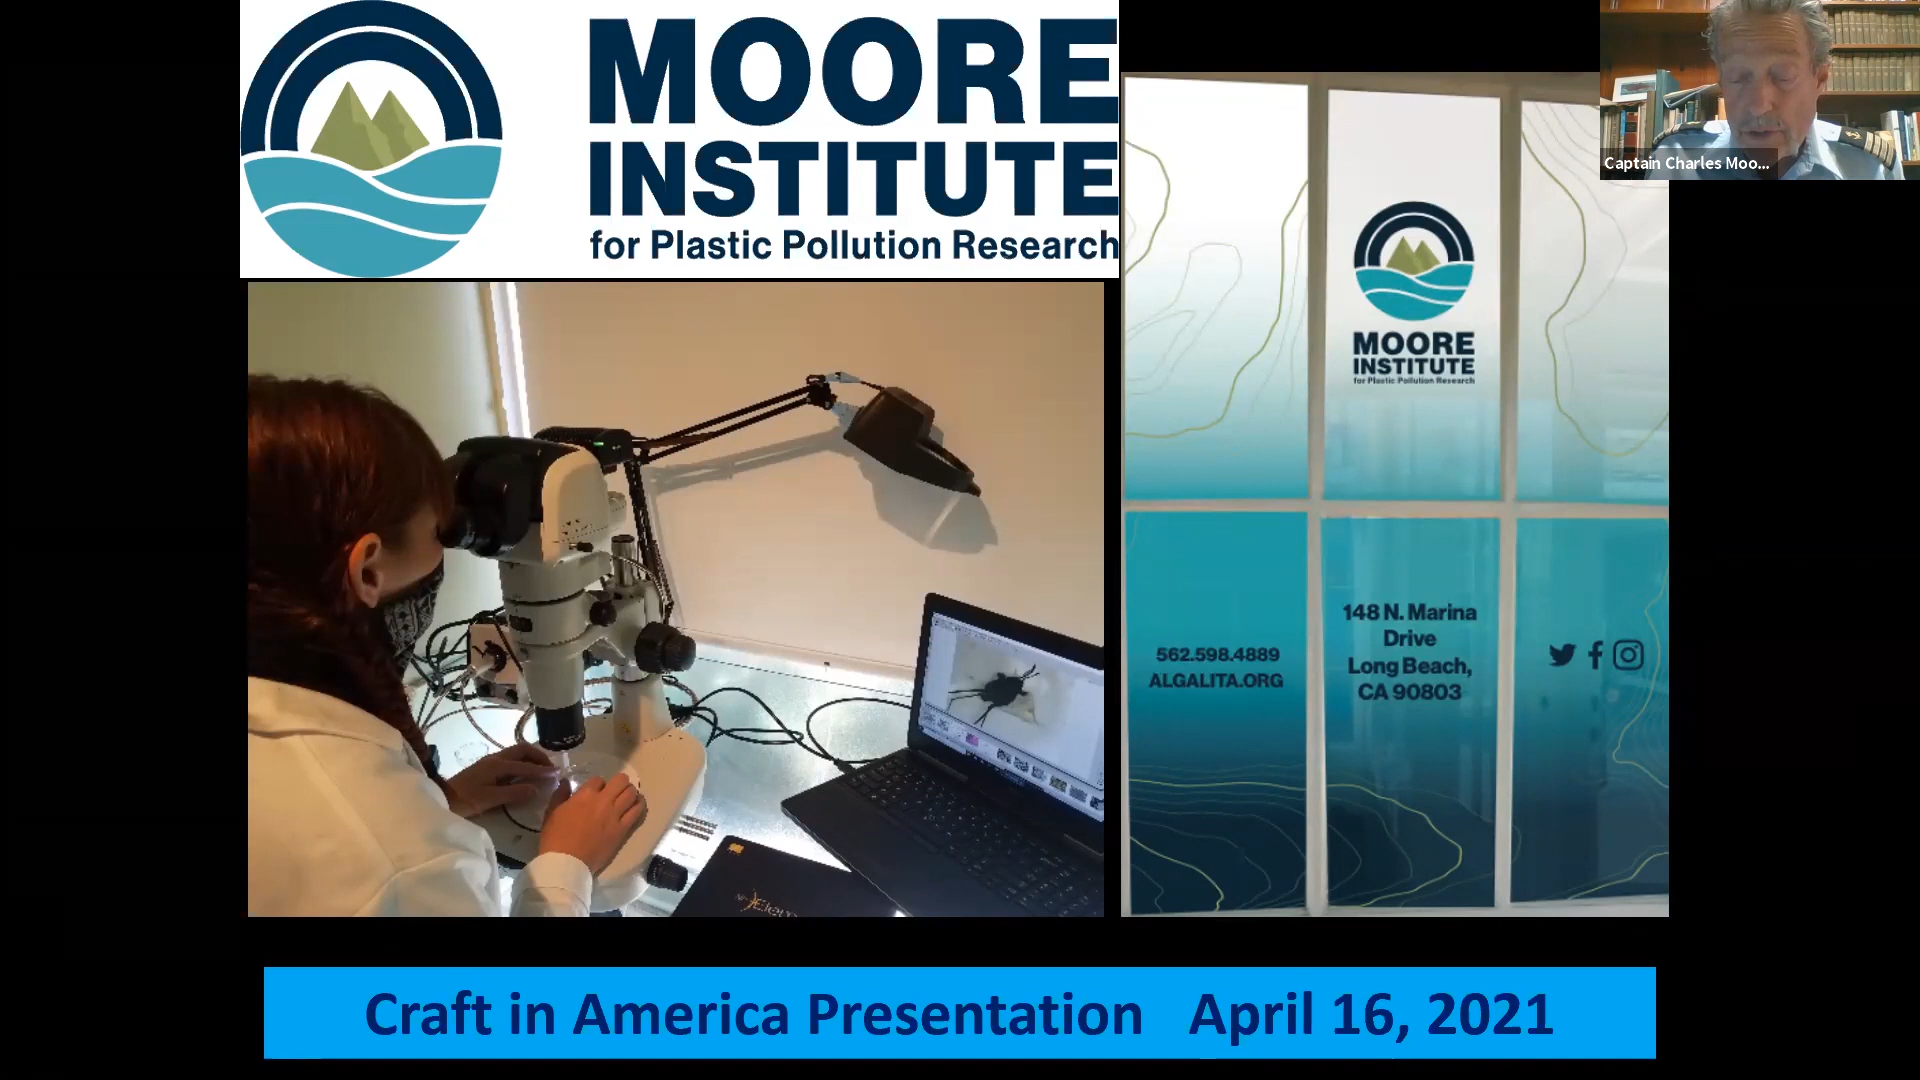 MOORE
INSTITUTE
for Plastic Pollution Research
Captain Charles Moo...
MOORE
INSTITUTE
for Plastic Pollution Research
562.598.4889
ALGALITA.ORG
148 N. Marina
Drive
Long Beach,
CA 90803
Craft in America Presentation April 16, 2021